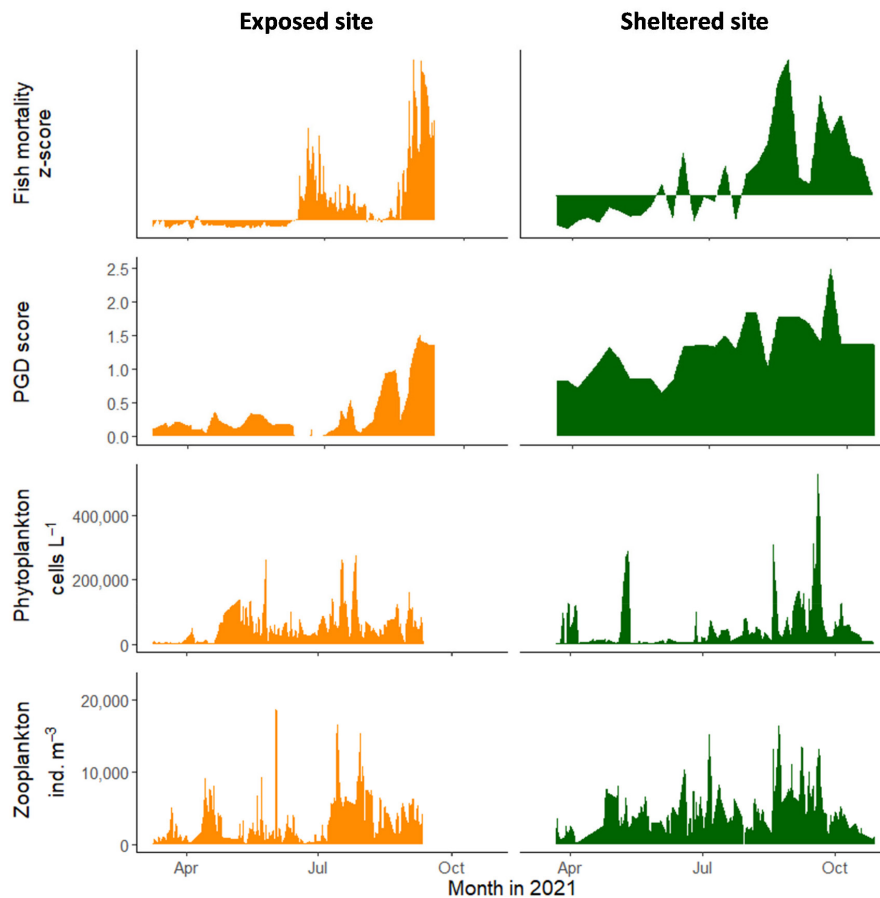 Exposed site
Sheltered site
Fish mortality
z-score
PGD score
2.5
2.0
1.5
1.0
0.5
0.0
Phytoplankton
cells L⁻¹
400,000
200,000
0
Zooplankton
ind. m⁻³
20,000
10,000
0
Apr
Jul
Oct
Apr
Jul
Oct
Month in 2021